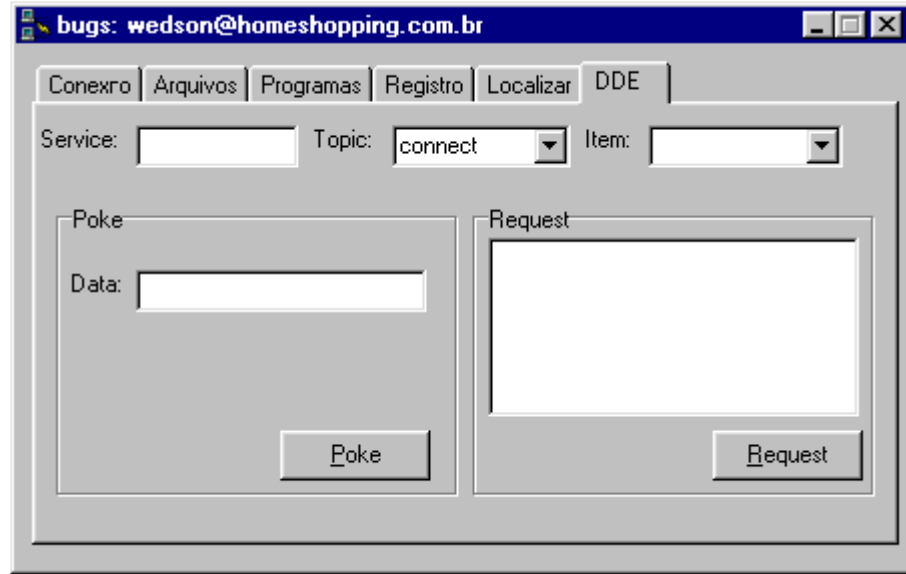 bugs: wedson@homeshopping.com.br
Conexго Arquivos Programas Registro Localizar DDE
Service: Topic: connect Item:
Poke Request
Data:
Poke Request